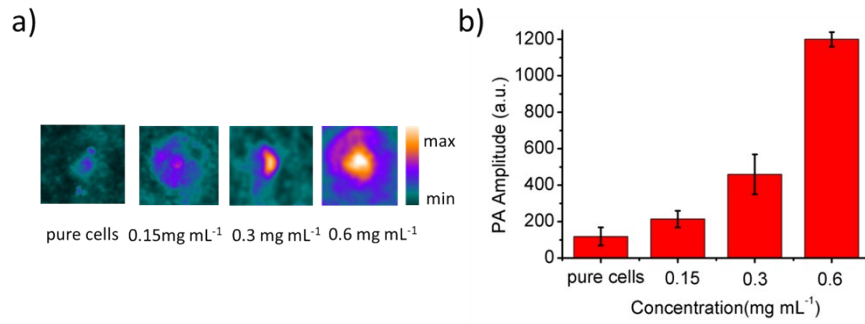 a)
max
min
pure cells 0.15mg mL⁻¹ 0.3 mg mL⁻¹ 0.6 mg mL⁻¹
b)
PA Amplitude (a.u.)
1200
1000
800
600
400
200
0
pure cells 0.15 0.3 0.6
Concentration(mg mL⁻¹)